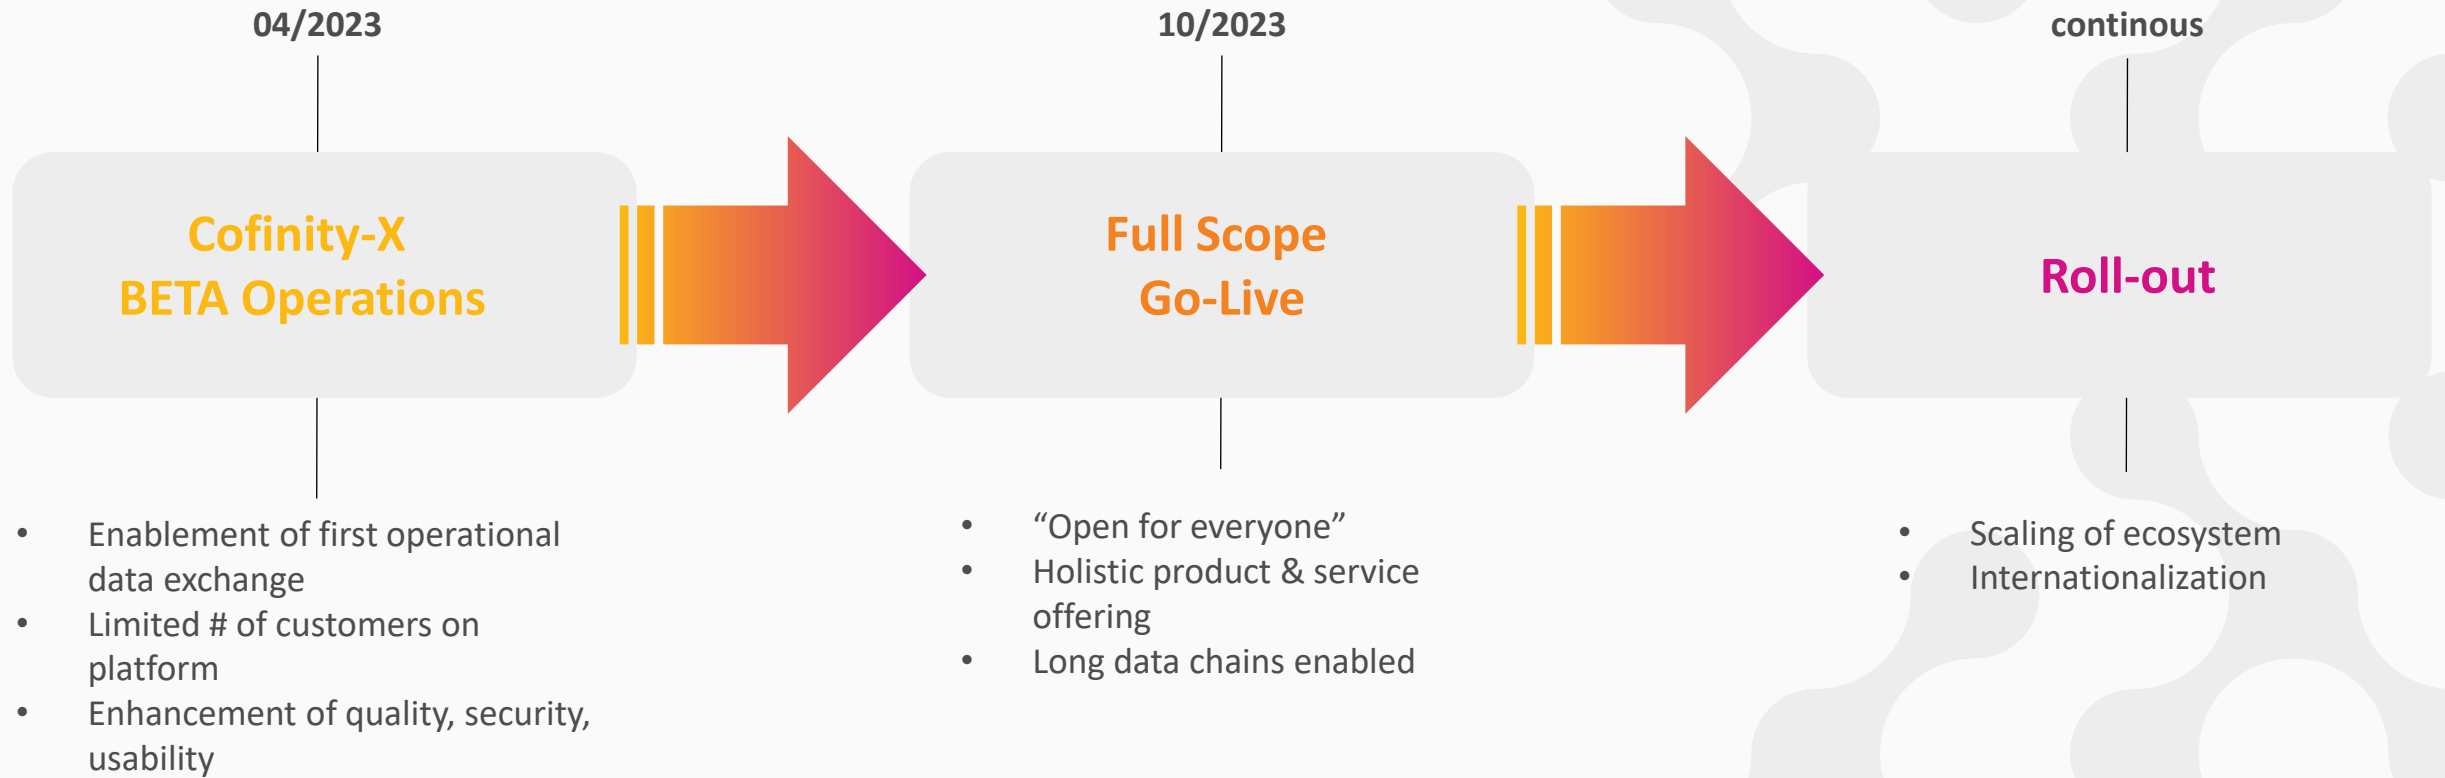 04/2023
Cofinity-X
BETA Operations
• Enablement of first operational
data exchange
• Limited # of customers on
platform
• Enhancement of quality, security,
usability
10/2023
Full Scope
Go-Live
• “Open for everyone”
• Holistic product & service
offering
• Long data chains enabled
continous
Roll-out
• Scaling of ecosystem
• Internationalization